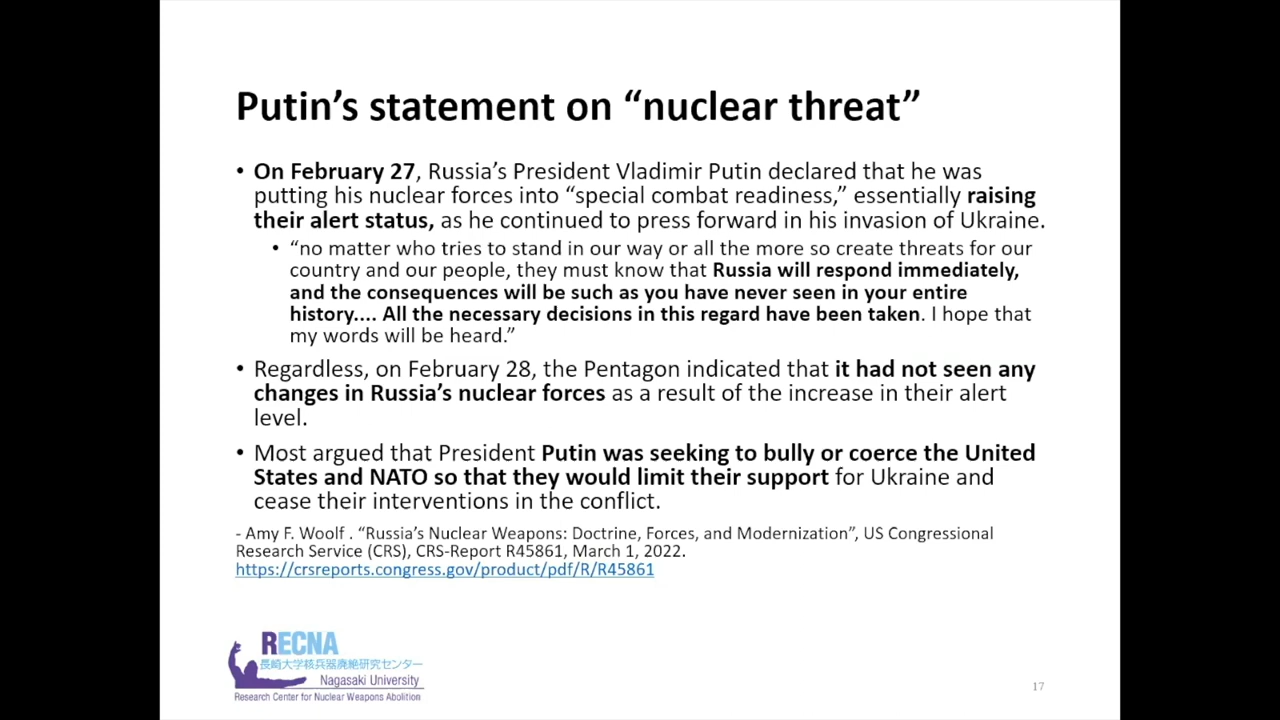 Putin’s statement on “nuclear threat”
• On February 27, Russia’s President Vladimir Putin declared that he was
putting his nuclear forces into “special combat readiness,” essentially raising
their alert status, as he continued to press forward in his invasion of Ukraine.
• “no matter who tries to stand in our way or all the more so create threats for our
country and our people, they must know that Russia will respond immediately,
and the consequences will be such as you have never seen in your entire
history.... All the necessary decisions in this regard have been taken. I hope that
my words will be heard.”
• Regardless, on February 28, the Pentagon indicated that it had not seen any
changes in Russia’s nuclear forces as a result of the increase in their alert
level.
• Most argued that President Putin was seeking to bully or coerce the United
States and NATO so that they would limit their support for Ukraine and
cease their interventions in the conflict.
- Amy F. Woolf . “Russia’s Nuclear Weapons: Doctrine, Forces, and Modernization”, US Congressional
Research Service (CRS), CRS-Report R45861, March 1, 2022.
https://crsreports.congress.gov/product/pdf/R/R45861
RECNA
長崎大学核兵器廃絶研究センター
Nagasaki University
Research Center for Nuclear Weapons Abolition
17